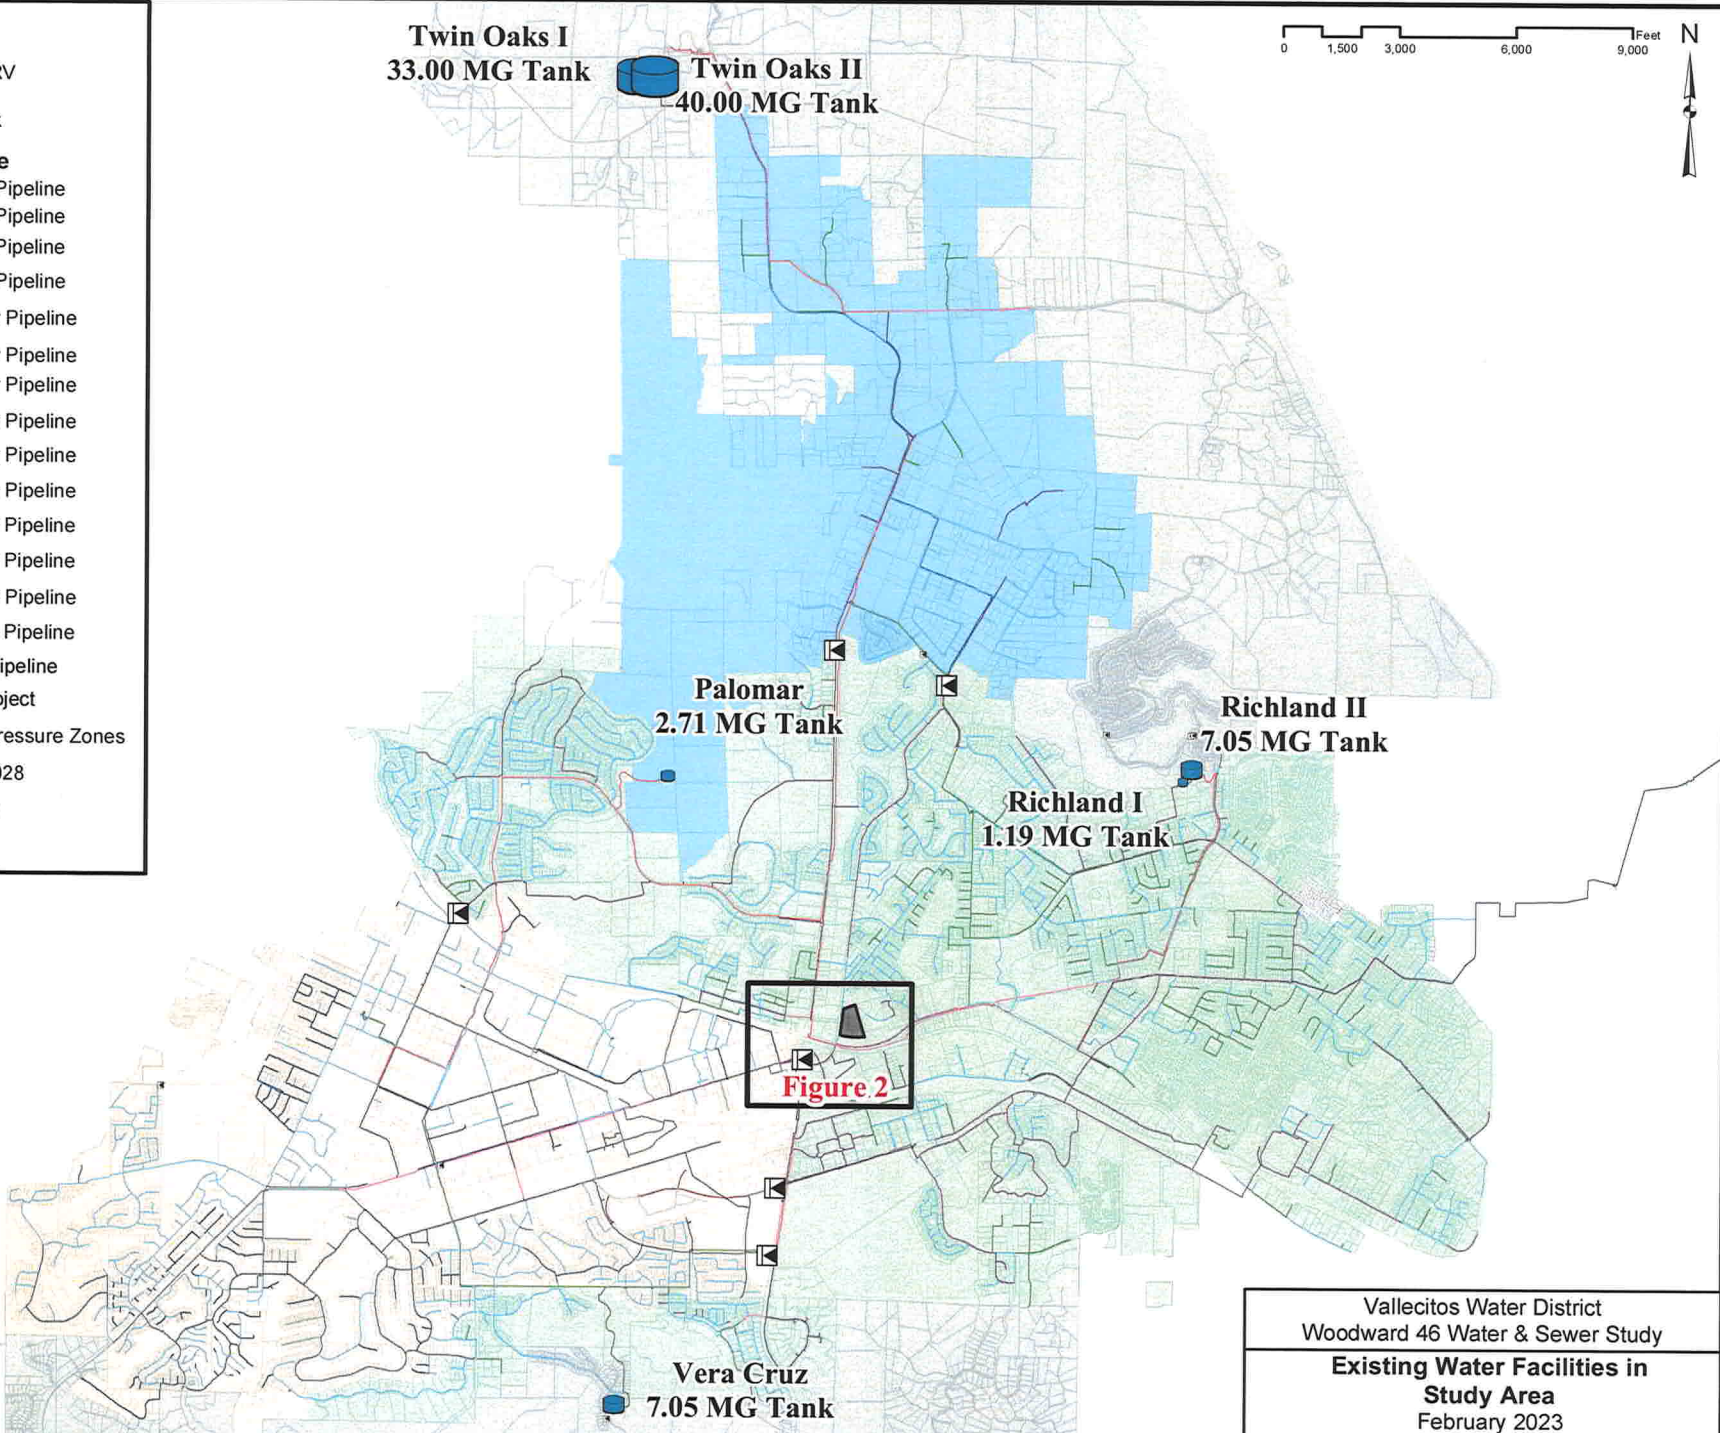 Twin Oaks I
33.00 MG Tank
Twin Oaks II
40.00 MG Tank
0 1,500 3,000 6,000 9,000 Feet
N
Pipeline
Pipeline
Pipeline
Pipeline
Pipeline
Pipeline
Pipeline
Pipeline
Pipeline
Pipeline
Pipeline
Pipeline
Pipeline
Pipeline
Pressure Zones
Palomar
2.71 MG Tank
Richland II
7.05 MG Tank
Richland I
1.19 MG Tank
Figure 2
Vera Cruz
7.05 MG Tank
Vallecitos Water District
Woodward 46 Water & Sewer Study
Existing Water Facilities in
Study Area
February 2023